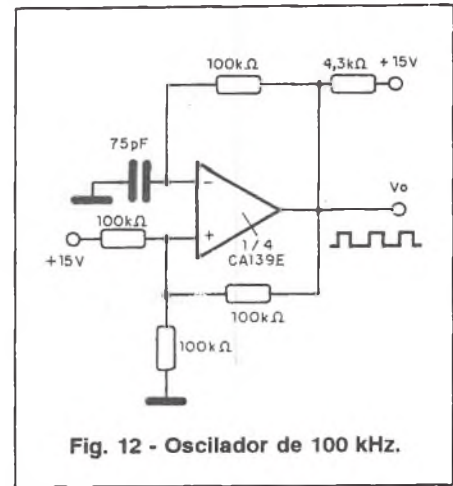 100kΩ
4,3kΩ
+15V
75pF
Vo
100kΩ
+15V
-
+
1/4
CA139E
100kΩ
100kΩ
Fig. 12 - Oscilador de 100 kHz.